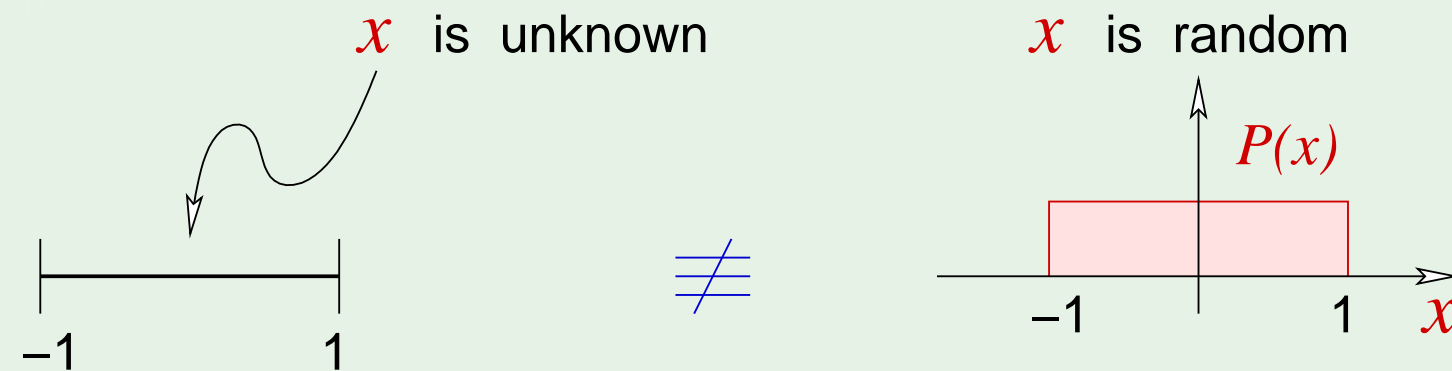 x is unknown
x is random
P(x)
≢
−1 1
−1 1 x